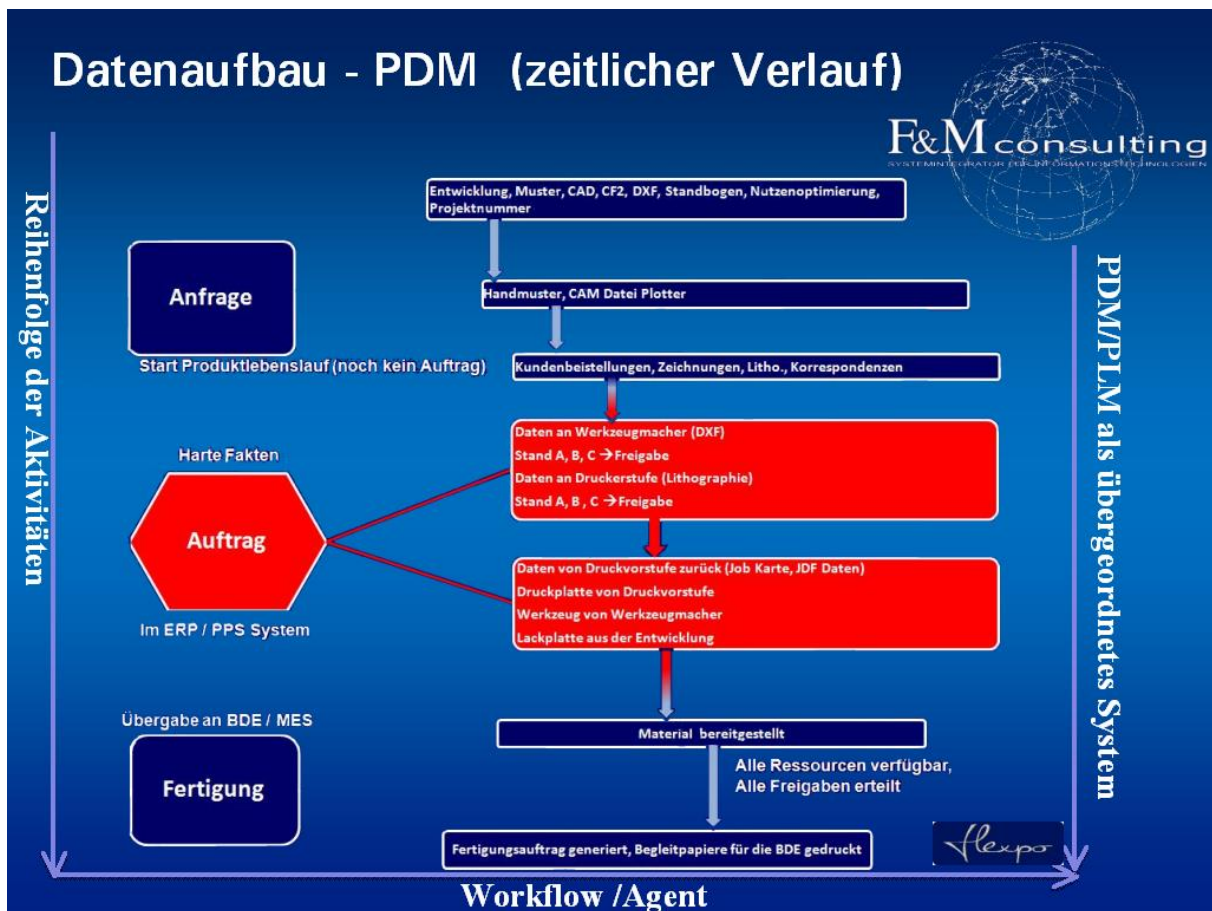 Datenaufbau - PDM (zeitlicher Verlauf)
F&M consulting
SYSTEMINTEGRATOR FÜR INFORMATIONSTECHNOLOGIEN
Reihenfolge der Aktivitäten
PDM/PLM als übergeordnetes System
Entwicklung, Muster, CAD, CF2, DXF, Standbogen, Nutzenoptimierung,
Projektnummer
Anfrage
Handmuster, CAM Datei Plotter
Start Produktlebenslauf (noch kein Auftrag)
Kundenbeistellungen, Zeichnungen, Litho., Korrespondenzen
Harte Fakten
Daten an Werkzeugmacher (DXF)
Stand A, B, C →Freigabe
Daten an Druckerstufe (Lithographie)
Stand A, B , C →Freigabe
Auftrag
Daten von Druckvorstufe zurück (Job Karte, JDF Daten)
Druckplatte von Druckvorstufe
Werkzeug von Werkzeugmacher
Lackplatte aus der Entwicklung
Im ERP / PPS System
Übergabe an BDE / MES
Material bereitgestellt
Fertigung
Alle Ressourcen verfügbar,
Alle Freigaben erteilt
Fertigungsauftrag generiert, Begleitpapiere für die BDE gedruckt
flexpo
Workflow /Agent